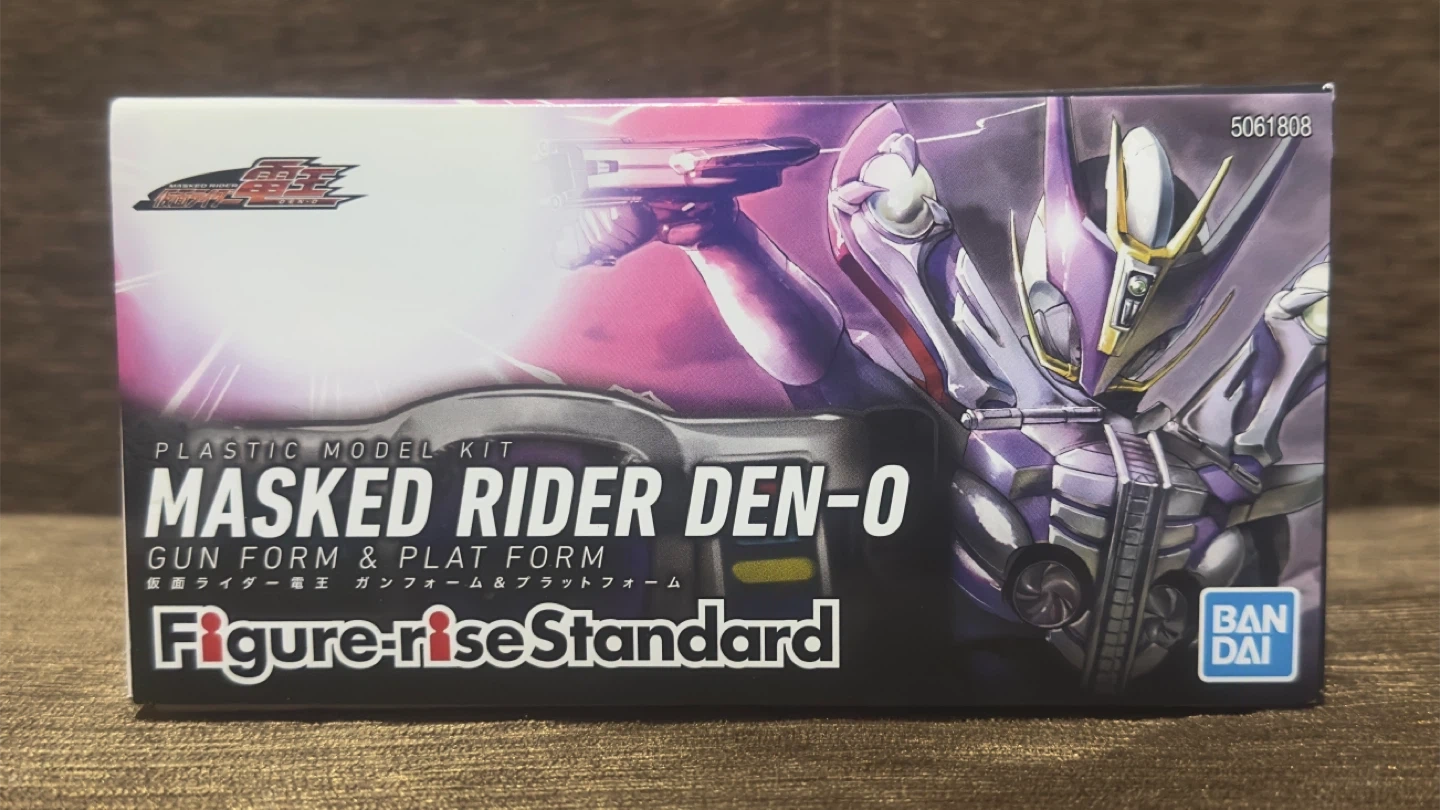 5061808
MASKED RIDER
仮面ライダー電王
DEN-O
PLASTIC MODEL KIT
MASKED RIDER DEN-O
GUN FORM & PLAT FORM
仮面ライダー電王 ガンフォーム&プラットフォーム
Figure-riseStandard
BAN
DAI